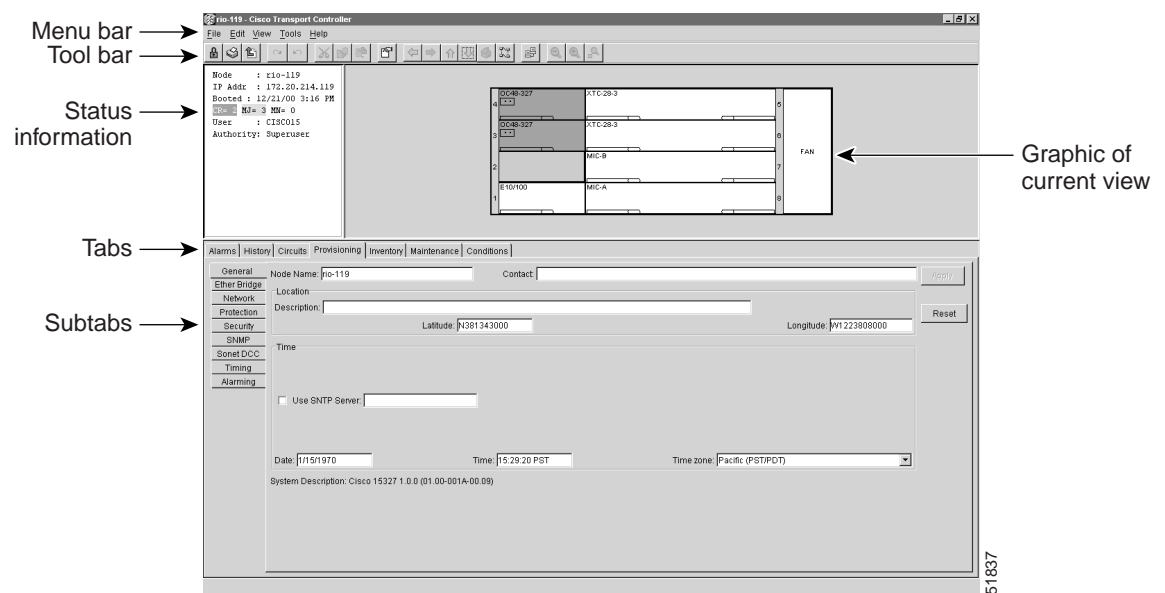 rio-119 - Cisco Transport Controller
Menu bar
File Edit View Tools Help
Tool bar
Node : rio-119
IP Addr : 172.20.214.119
Booted : 12/21/00 3:16 PM
CR= 2 MJ= 3 MN= 0
User : CISCO15
Authority: Superuser
Status
information
4
OC48-327
XTC-28-3
5
3
OC48-327
XTC-28-3
6
2
MIC-B
7
1
E10/100
MIC-A
8
FAN
Graphic of
current view
Tabs
Alarms History Circuits Provisioning Inventory Maintenance Conditions
Subtabs
General
Ether Bridge
Network
Protection
Security
SNMP
Sonet DCC
Timing
Alarming
Node Name: rio-119 Contact:
Apply
Location
Description:
Reset
Latitude: N381343000 Longitude: W1223808000
Time
Use SNTP Server:
Date: 1/15/1970 Time: 15:29:20 PST Time zone: Pacific (PST/PDT)
System Description: Cisco 15327 1.0.0 (01.00-001A-00.09)
51837